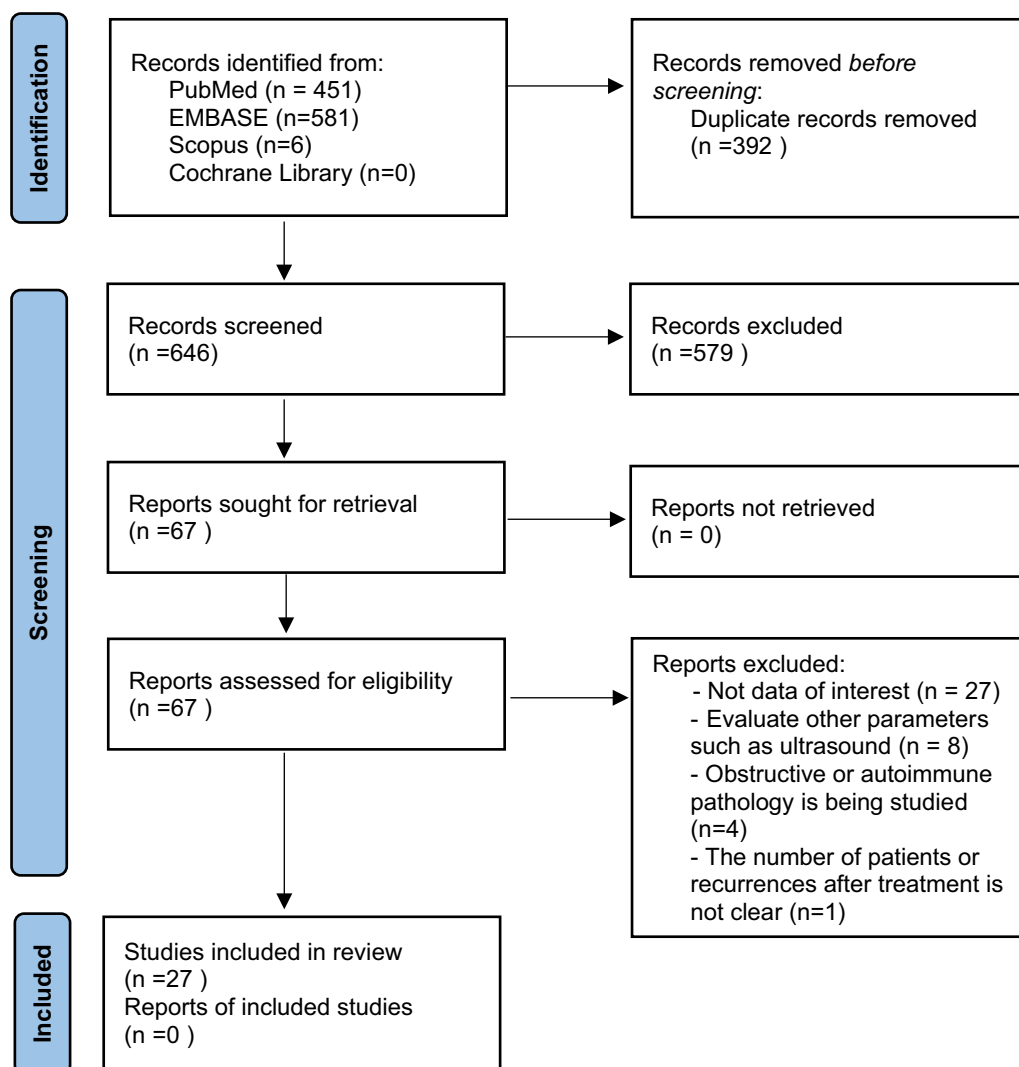 Identification
Records identified from:
PubMed (n = 451)
EMBASE (n=581)
Scopus (n=6)
Cochrane Library (n=0)
Records removed before
screening:
Duplicate records removed
(n =392 )
Screening
Records screened
(n =646)
Records excluded
(n =579 )
Reports sought for retrieval
(n =67 )
Reports not retrieved
(n = 0)
Reports assessed for eligibility
(n =67 )
Reports excluded:
- Not data of interest (n = 27)
- Evaluate other parameters
such as ultrasound (n = 8)
- Obstructive or autoimmune
pathology is being studied
(n=4)
- The number of patients or
recurrences after treatment is
not clear (n=1)
Included
Studies included in review
(n =27 )
Reports of included studies
(n =0 )